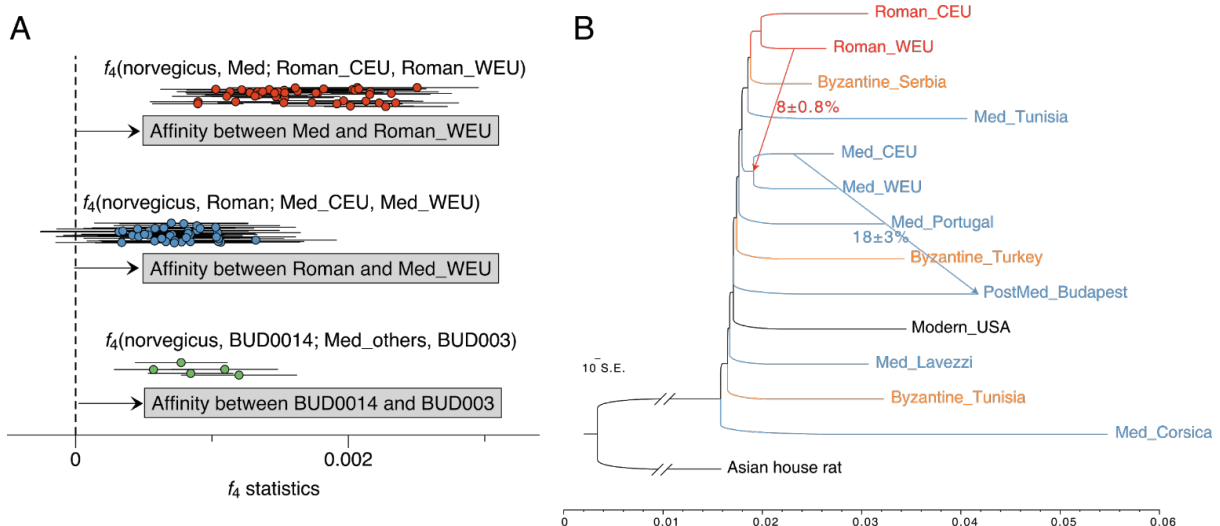 A
f4(norvegicus, Med; Roman_CEU, Roman_WEU)
Affinity between Med and Roman_WEU
f4(norvegicus, Roman; Med_CEU, Med_WEU)
Affinity between Roman and Med_WEU
f4(norvegicus, BUD0014; Med_others, BUD003)
Affinity between BUD0014 and BUD003
0
0.002
f4 statistics
B
Roman_CEU
Roman_WEU
Byzantine_Serbia
8±0.8%
Med_Tunisia
Med_CEU
Med_WEU
Med_Portugal
18±3%
Byzantine_Turkey
PostMed_Budapest
Modern_USA
10 S.E.
Med_Lavezzi
Byzantine_Tunisia
Med_Corsica
Asian house rat
0 0.01 0.02 0.03 0.04 0.05 0.06